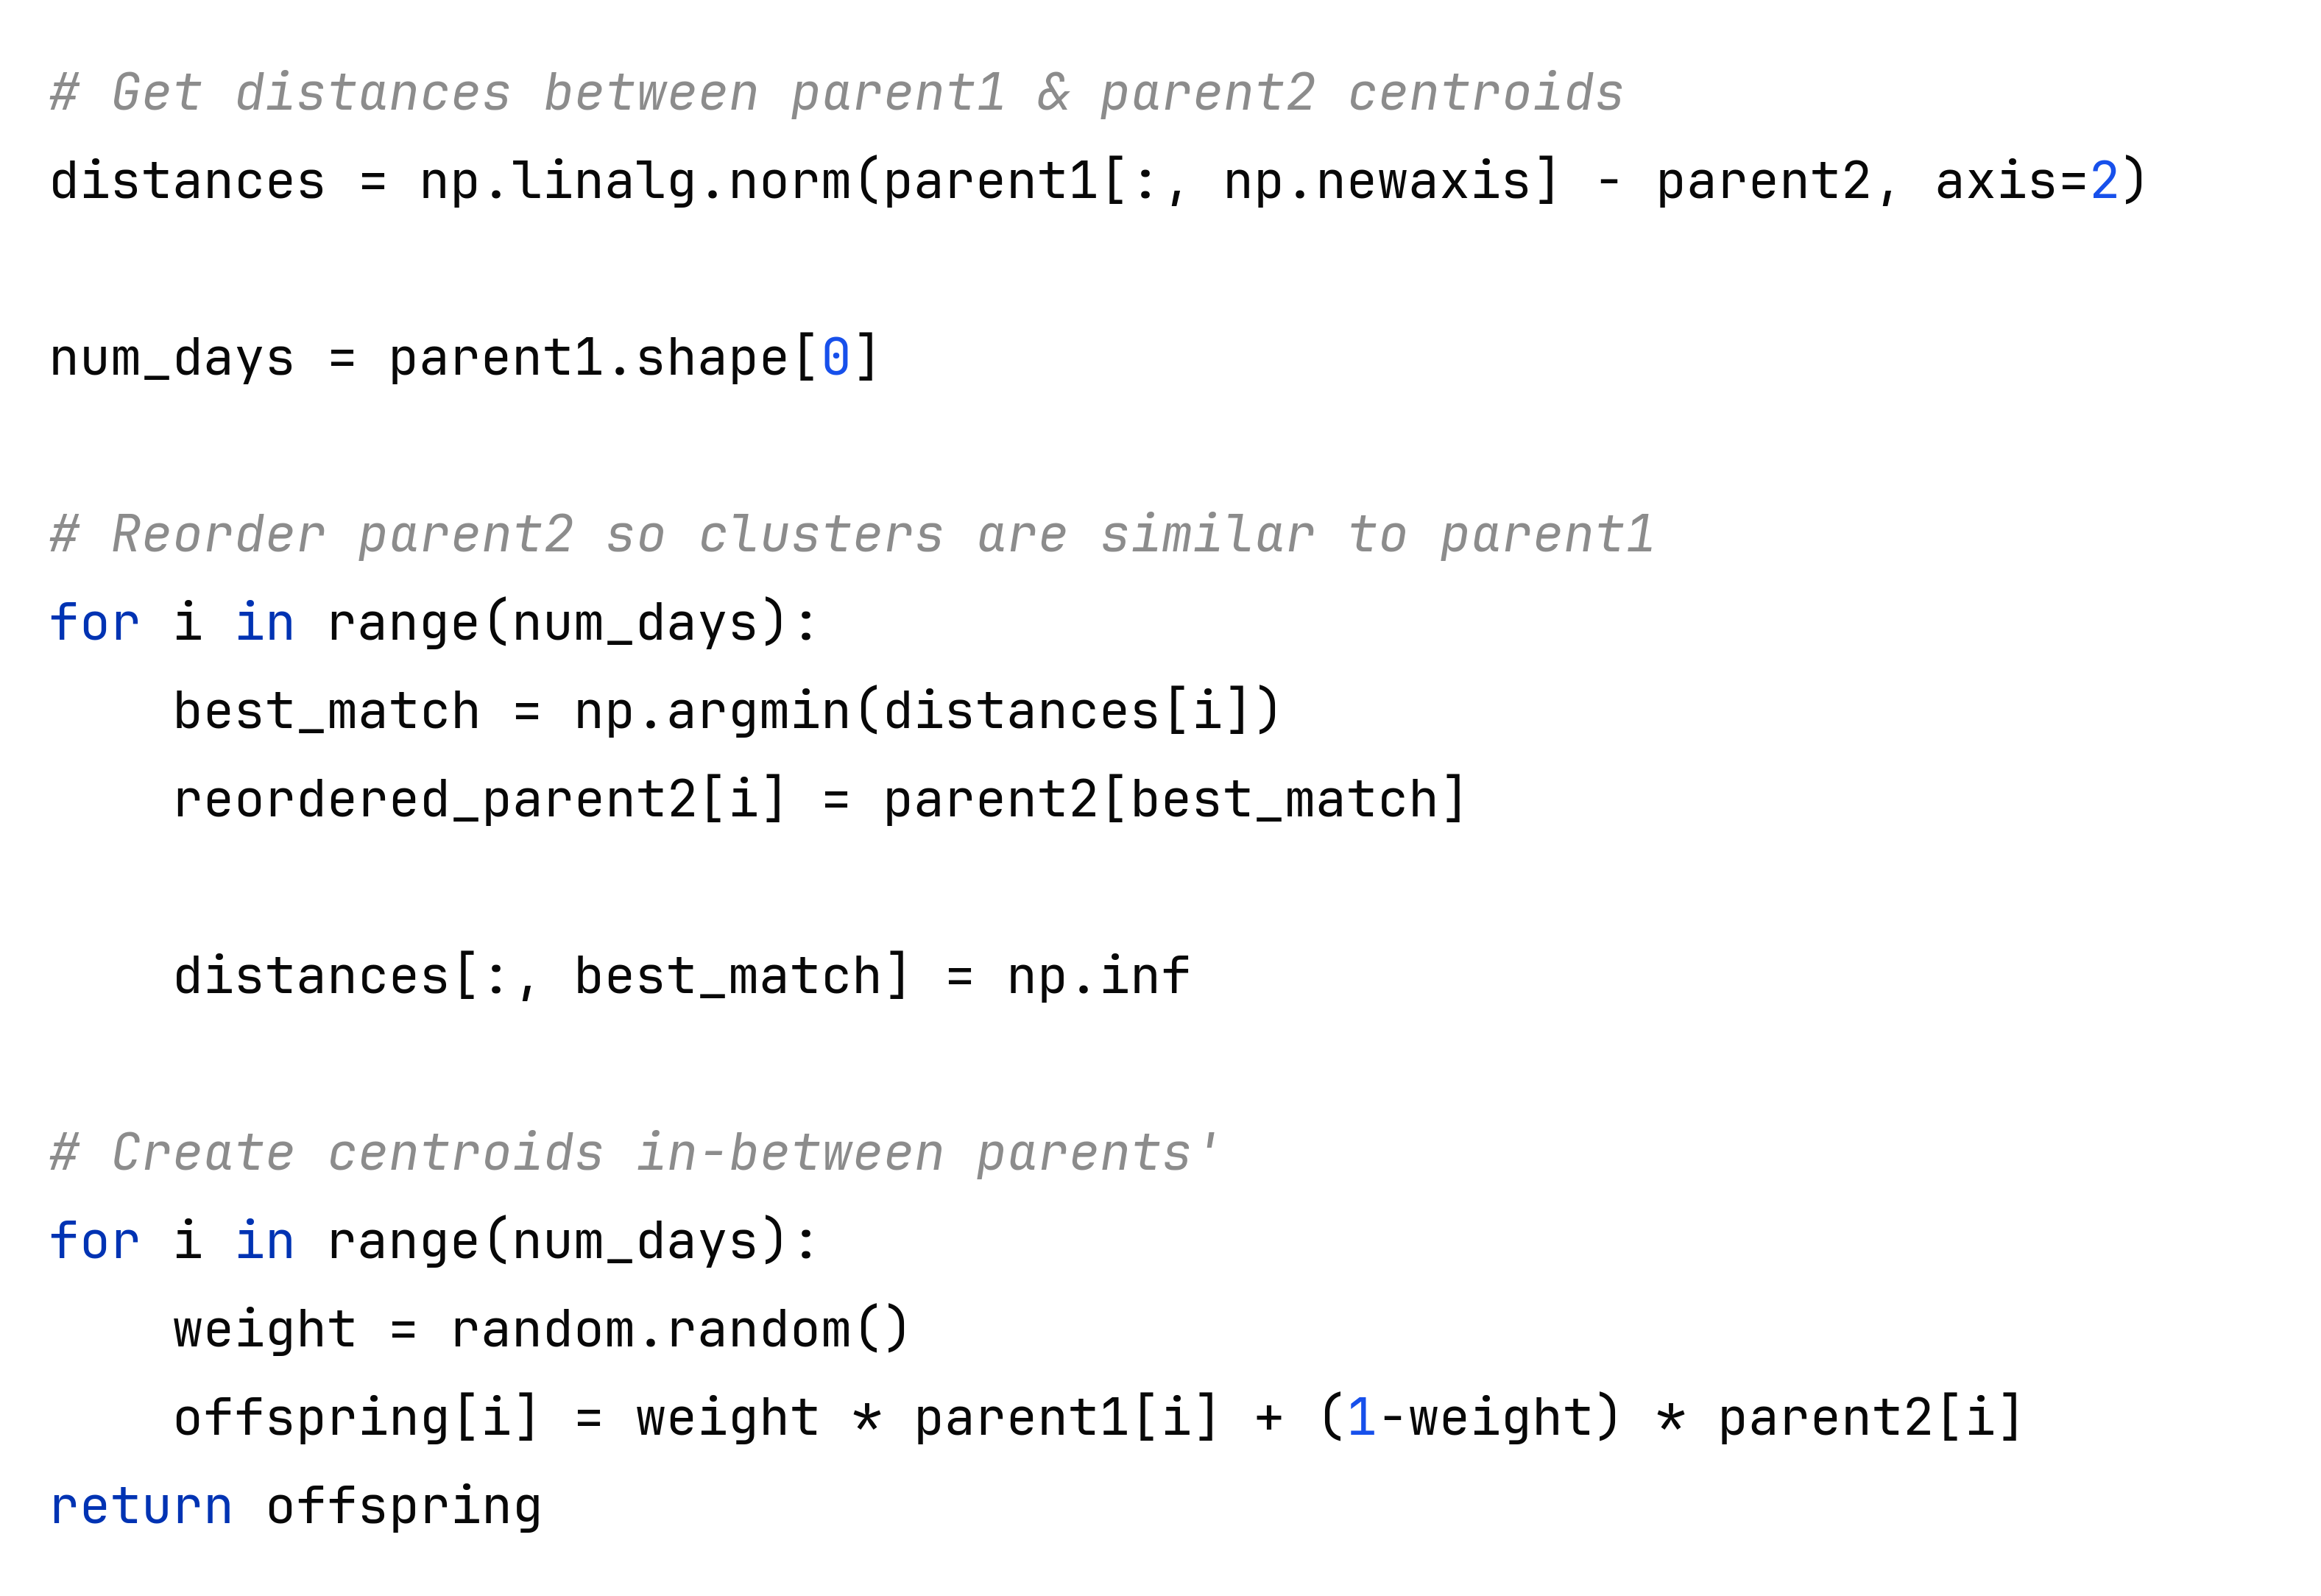 # Get distances between parent1 & parent2 centroids
distances = np.linalg.norm(parent1[:, np.newaxis] - parent2, axis=2)
num_days = parent1.shape[0]
# Reorder parent2 so clusters are similar to parent1
for i in range(num_days):
    best_match = np.argmin(distances[i])
    reordered_parent2[i] = parent2[best_match]
    distances[:, best_match] = np.inf
# Create centroids in-between parents'
for i in range(num_days):
    weight = random.random()
    offspring[i] = weight * parent1[i] + (1-weight) * parent2[i]
return offspring